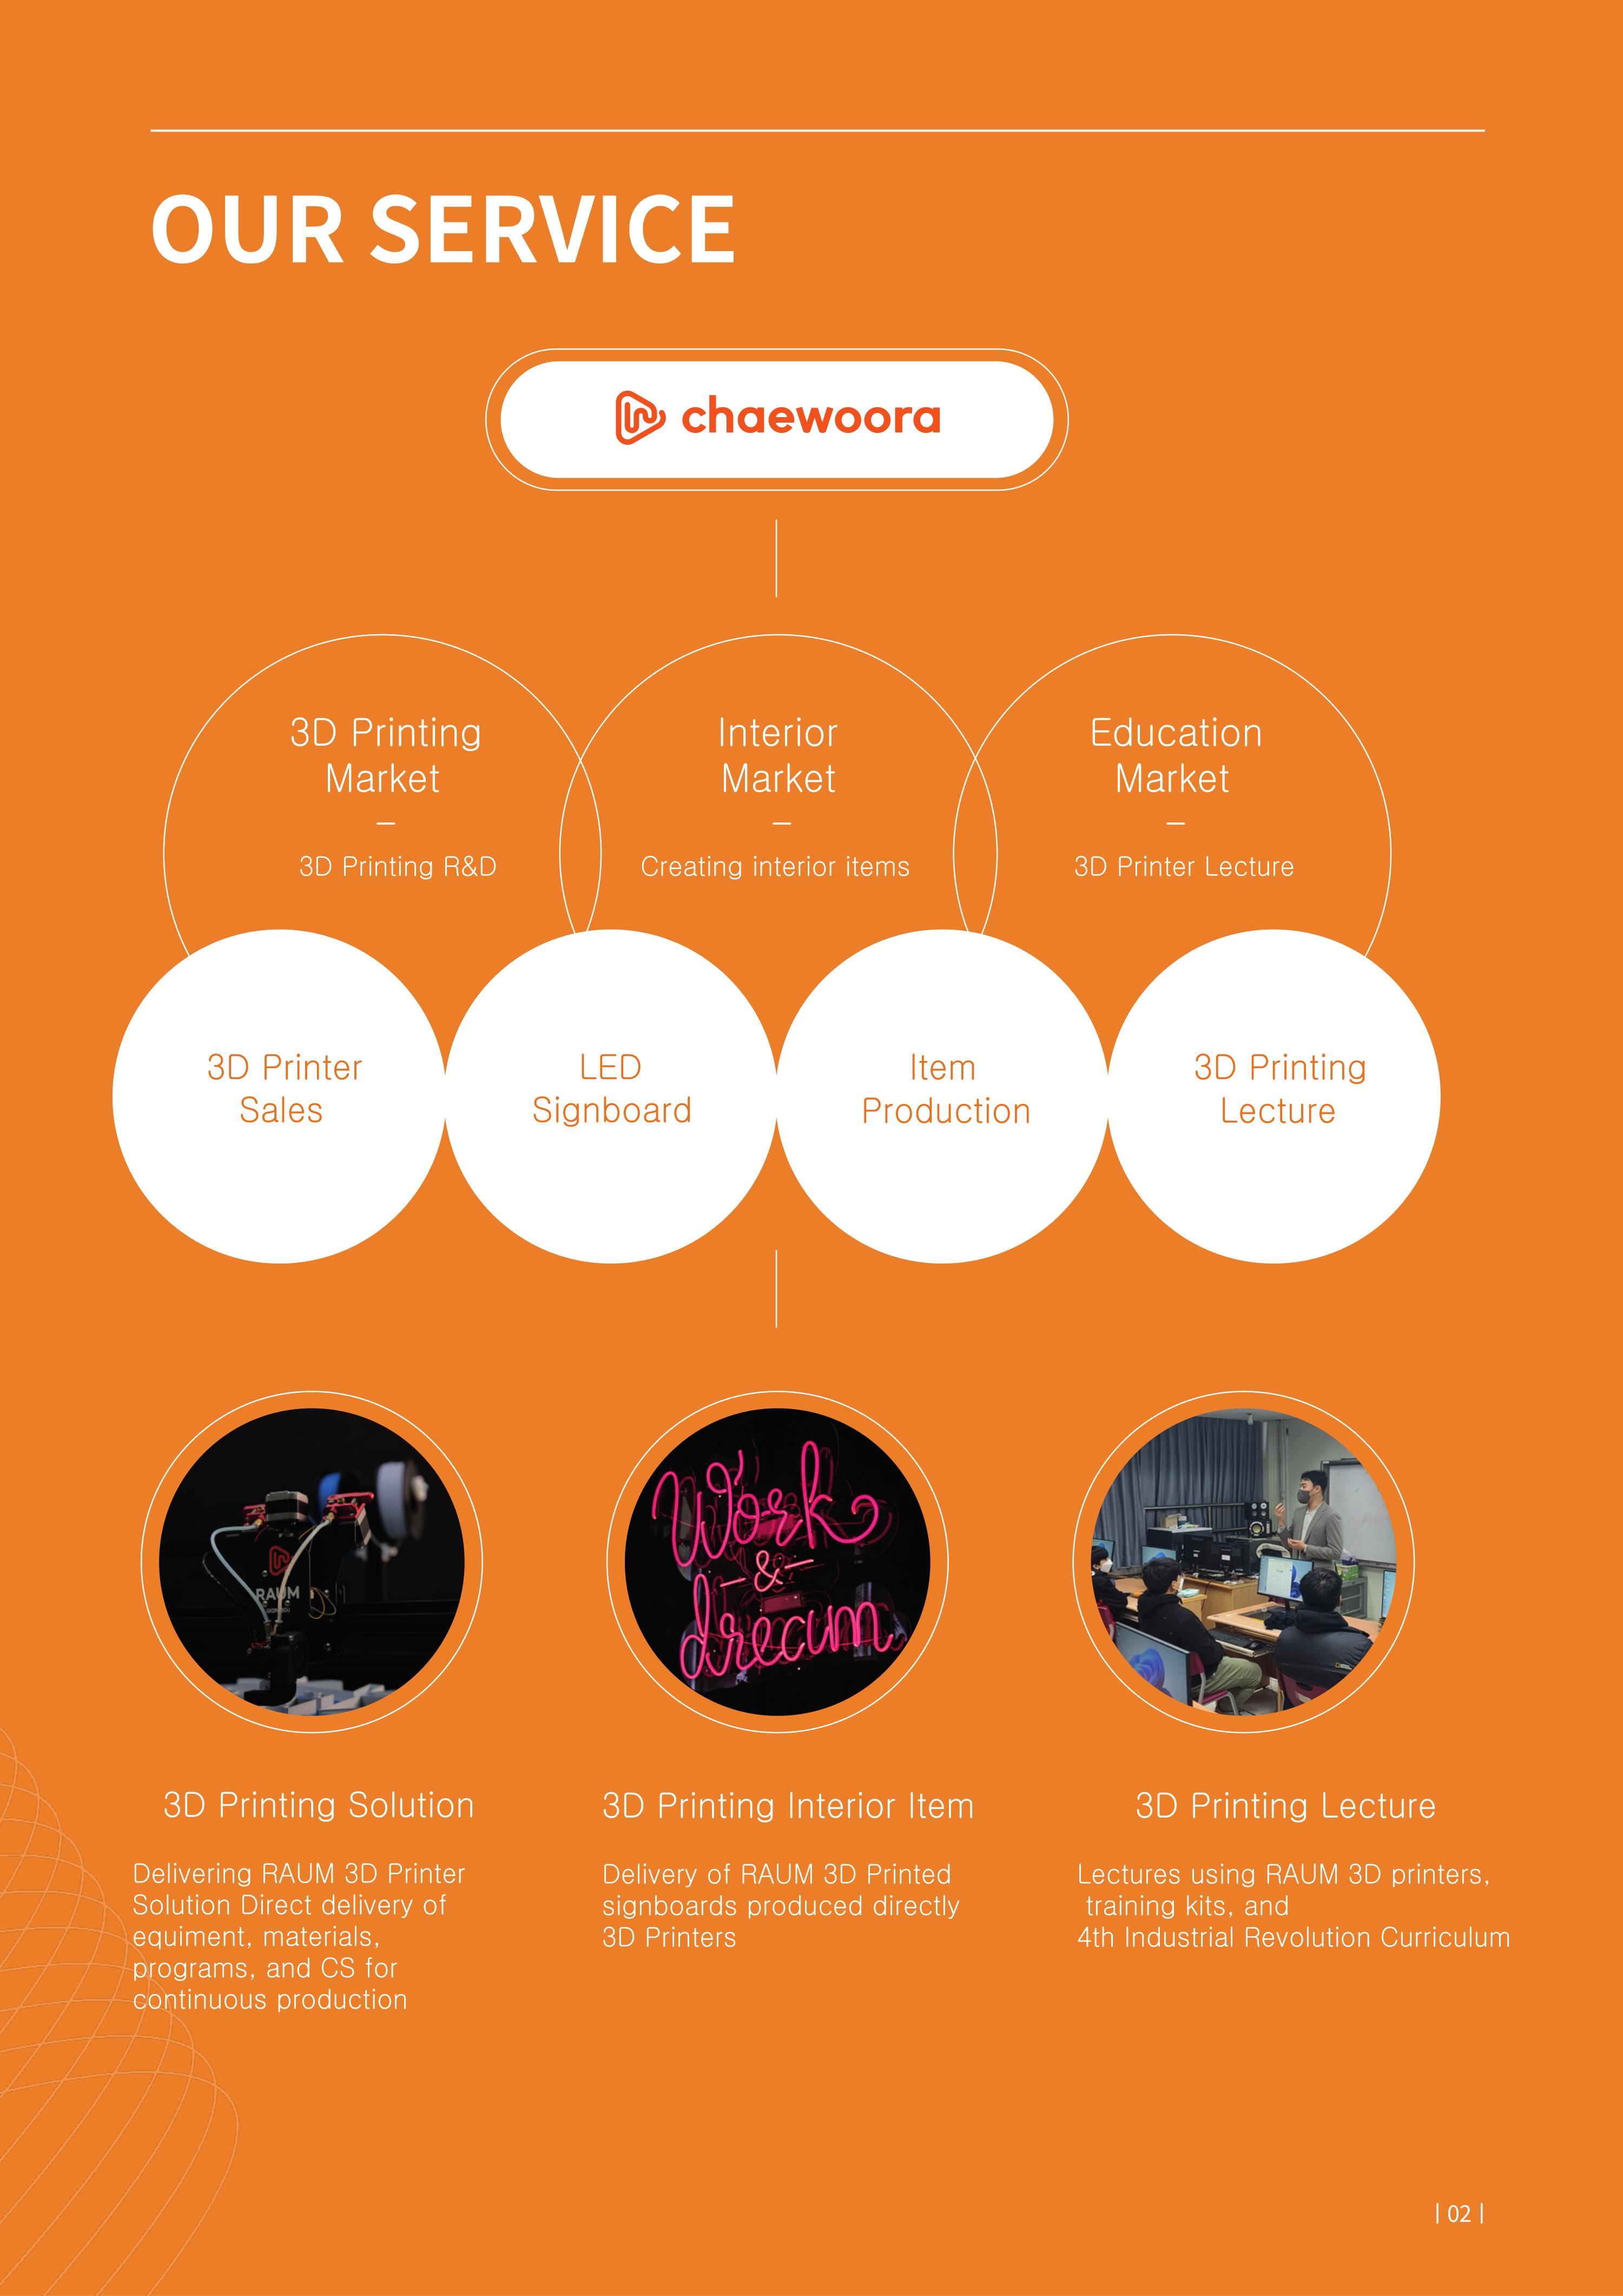 OUR SERVICE
chaewoora
3D Printing
Market
3D Printing R&D
Interior
Market
Creating interior items
Education
Market
3D Printer Lecture
3D Printer
Sales
LED
Signboard
Item
Production
3D Printing
Lecture
RAUM
Work
&
dream
3D Printing Solution
Delivering RAUM 3D Printer
Solution Direct delivery of
equiment, materials,
programs, and CS for
continuous production
3D Printing Interior Item
Delivery of RAUM 3D Printed
signboards produced directly
3D Printers
3D Printing Lecture
Lectures using RAUM 3D printers,
training kits, and
4th Industrial Revolution Curriculum
| 02 |